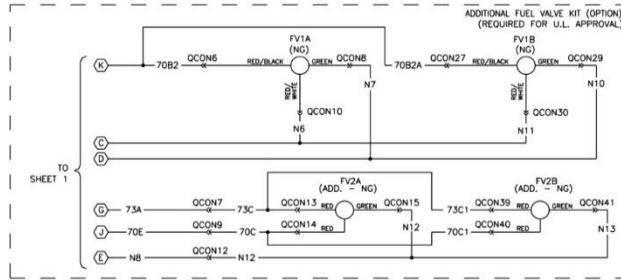 ADDITIONAL FUEL VALVE KIT (OPTION)
(REQUIRED FOR U.L. APPROVAL)
FV1A
(NG)
FV1B
(NG)
K
70B2
QCON6
RED/BLACK
GREEN
QCON8
70B2A
QCON27
RED/BLACK
GREEN
QCON29
N7
N10
RED/
WHITE
QCON10
RED/
WHITE
QCON30
N6
N11
C
D
TO
SHEET 1
FV2A
(ADD. - NG)
FV2B
(ADD. - NG)
G
73A
QCON7
73C
QCON13
RED
GREEN
QCON15
73C1
QCON39
RED
GREEN
QCON41
J
70E
QCON9
70C
QCON14
RED
N12
70C1
QCON40
RED
N13
E
N8
QCON12
N12